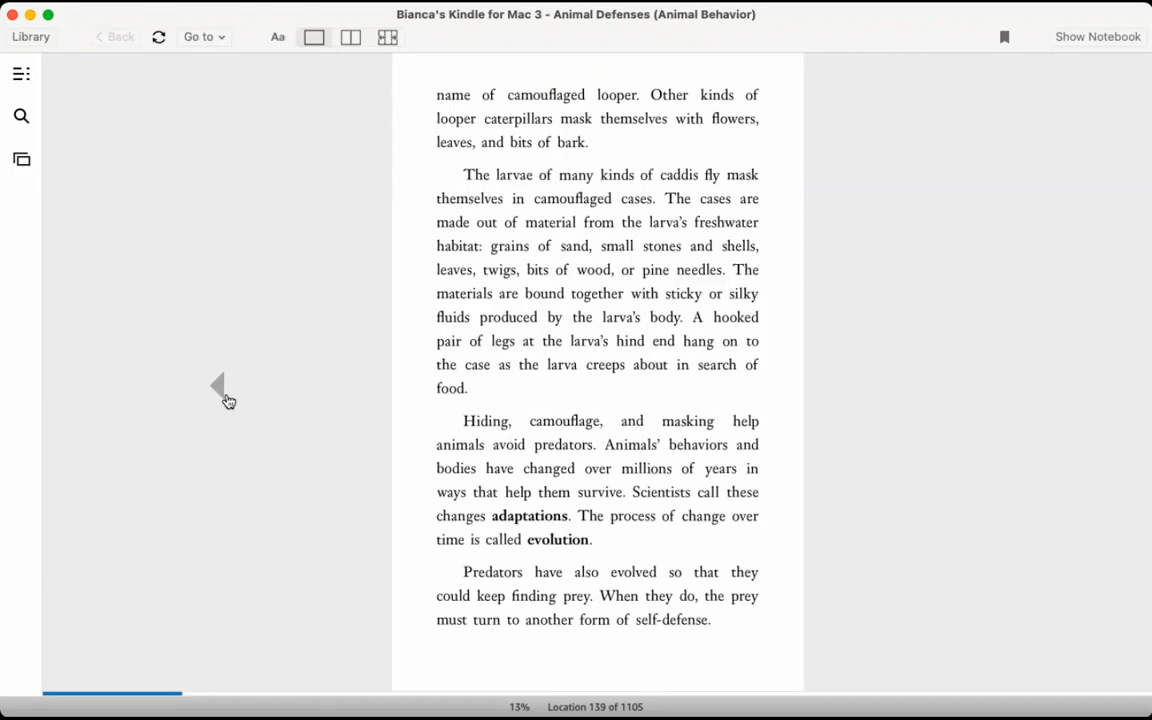 Bianca's Kindle for Mac 3 - Animal Defenses (Animal Behavior)
Library
Back
Go to
Aa
Show Notebook
name of camouflaged looper. Other kinds of
looper caterpillars mask themselves with flowers,
leaves, and bits of bark.
The larvae of many kinds of caddis fly mask
themselves in camouflaged cases. The cases are
made out of material from the larva's freshwater
habitat: grains of sand, small stones and shells,
leaves, twigs, bits of wood, or pine needles. The
materials are bound together with sticky or silky
fluids produced by the larva's body. A hooked
pair of legs at the larva's hind end hang on to
the case as the larva creeps about in search of
food.
Hiding, camouflage, and masking help
animals avoid predators. Animals' behaviors and
bodies have changed over millions of years in
ways that help them survive. Scientists call these
changes adaptations. The process of change over
time is called evolution.
Predators have also evolved so that they
could keep finding prey. When they do, the prey
must turn to another form of self-defense.
13% Location 139 of 1105